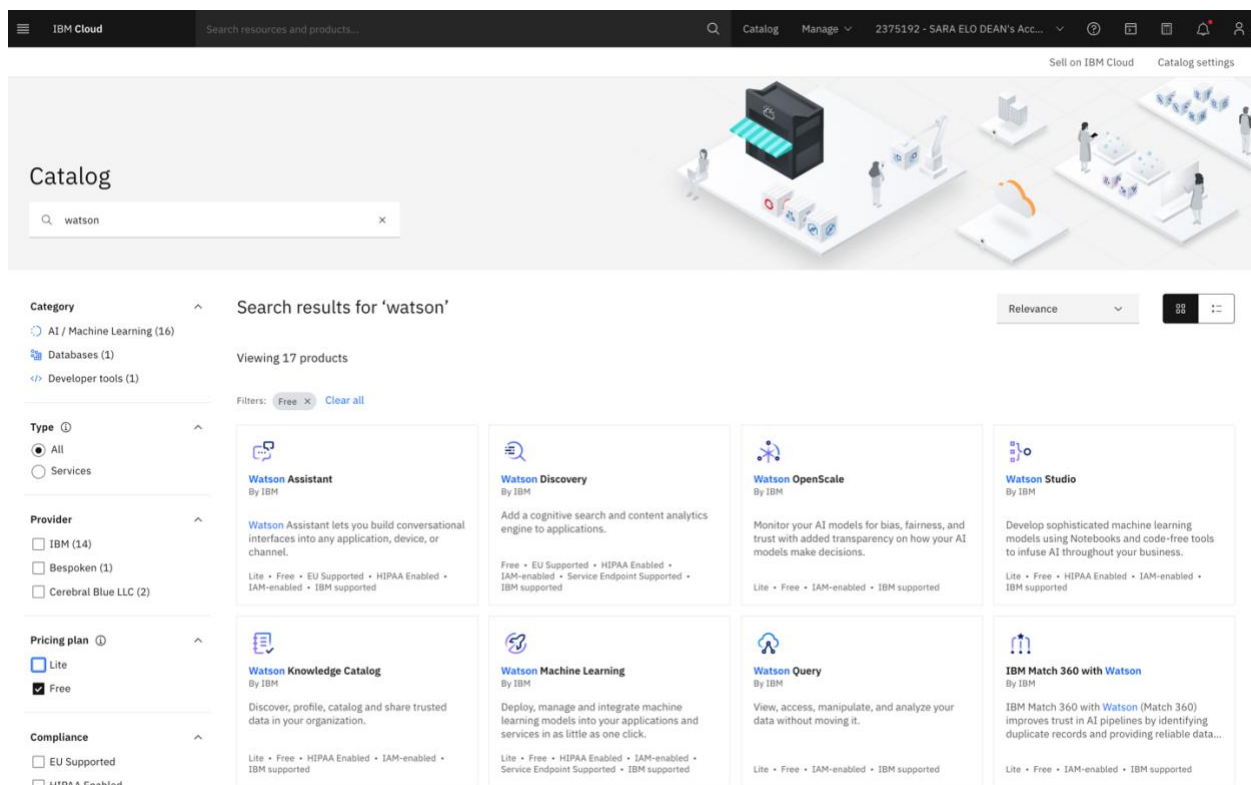 IBM Cloud
Search resources and products...
Catalog
Manage
2375192 - SARA ELO DEAN's Acc...
Sell on IBM Cloud
Catalog settings
Catalog
watson
Category
AI / Machine Learning (16)
Databases (1)
Developer tools (1)
Type
All
Services
Provider
IBM (14)
Bespoken (1)
Cerebral Blue LLC (2)
Pricing plan
Lite
Free
Compliance
EU Supported
HIPAA Enabled
Search results for ‘watson’
Relevance
Viewing 17 products
Filters: Free × Clear all
Watson Assistant
By IBM
Watson Assistant lets you build conversational
interfaces into any application, device, or
channel.
Lite • Free • EU Supported • HIPAA Enabled •
IAM-enabled • IBM supported
Watson Discovery
By IBM
Add a cognitive search and content analytics
engine to applications.
Free • EU Supported • HIPAA Enabled •
IAM-enabled • Service Endpoint Supported •
IBM supported
Watson OpenScale
By IBM
Monitor your AI models for bias, fairness, and
trust with added transparency on how your AI
models make decisions.
Lite • Free • IAM-enabled • IBM supported
Watson Studio
By IBM
Develop sophisticated machine learning
models using Notebooks and code-free tools
to infuse AI throughout your business.
Lite • Free • HIPAA Enabled • IAM-enabled •
IBM supported
Watson Knowledge Catalog
By IBM
Discover, profile, catalog and share trusted
data in your organization.
Lite • Free • HIPAA Enabled • IAM-enabled •
IBM supported
Watson Machine Learning
By IBM
Deploy, manage and integrate machine
learning models into your applications and
services in as little as one click.
Lite • Free • HIPAA Enabled • IAM-enabled •
Service Endpoint Supported • IBM supported
Watson Query
By IBM
View, access, manipulate, and analyze your
data without moving it.
Lite • Free • IAM-enabled • IBM supported
IBM Match 360 with Watson
By IBM
IBM Match 360 with Watson (Match 360)
improves trust in AI pipelines by identifying
duplicate records and providing reliable data...
Lite • Free • IAM-enabled • IBM supported